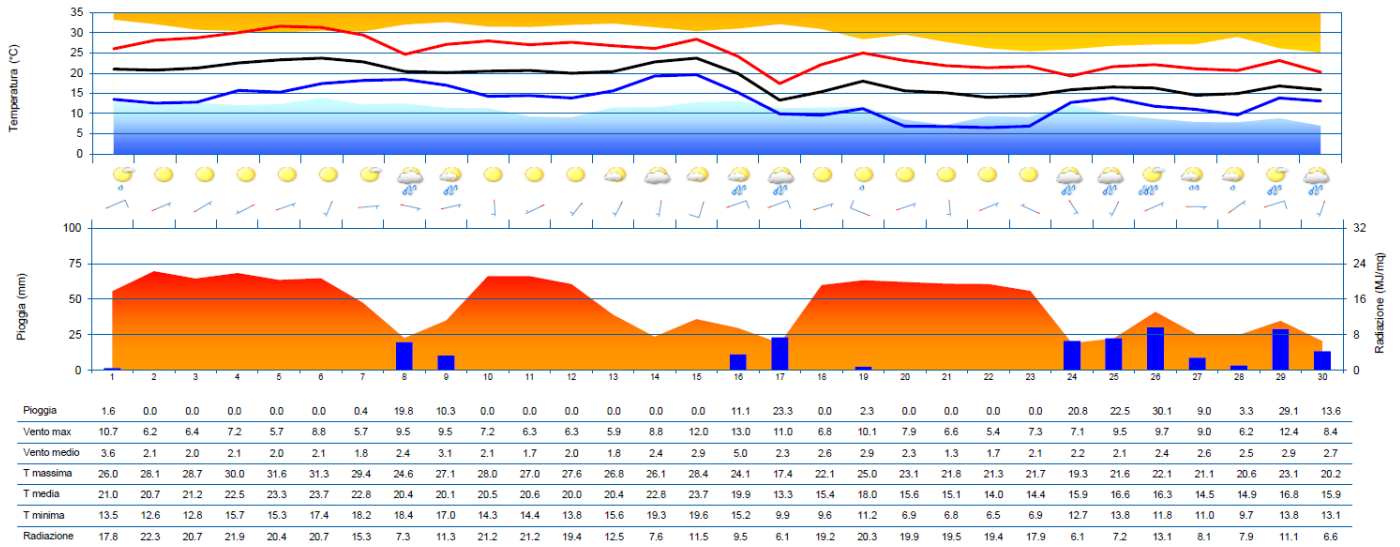 Temperatura (°C)
35
30
25
20
15
10
5
0
Pioggia (mm)
100
75
50
25
0
Radiazione (MJ/mq)
32
24
16
8
0
1 2 3 4 5 6 7 8 9 10 11 12 13 14 15 16 17 18 19 20 21 22 23 24 25 26 27 28 29 30
Pioggia 1.6 0.0 0.0 0.0 0.0 0.0 0.4 19.8 10.3 0.0 0.0 0.0 0.0 0.0 0.0 11.1 23.3 0.0 2.3 0.0 0.0 0.0 0.0 20.8 22.5 30.1 9.0 3.3 29.1 13.6
Vento max 10.7 6.2 6.4 7.2 5.7 8.8 5.7 9.5 9.5 7.2 6.3 6.3 5.9 8.8 12.0 13.0 11.0 6.8 10.1 7.9 6.6 5.4 7.3 7.1 9.5 9.7 9.0 6.2 12.4 8.4
Vento medio 3.6 2.1 2.0 2.1 2.0 2.1 1.8 2.4 3.1 2.1 1.7 2.0 1.8 2.4 2.9 5.0 2.3 2.6 2.9 2.3 1.3 1.7 2.1 2.2 2.1 2.4 2.6 2.5 2.9 2.7
T massima 26.0 28.1 28.7 30.0 31.6 31.3 29.4 24.6 27.1 28.0 27.0 27.6 26.8 26.1 28.4 24.1 17.4 22.1 25.0 23.1 21.8 21.3 21.7 19.3 21.6 22.1 21.1 20.6 23.1 20.2
T media 21.0 20.7 21.2 22.5 23.3 23.7 22.8 20.4 20.1 20.5 20.6 20.0 20.4 22.8 23.7 19.9 13.3 15.4 18.0 15.6 15.1 14.0 14.4 15.9 16.6 16.3 14.5 14.9 16.8 15.9
T minima 13.5 12.6 12.8 15.7 15.3 17.4 18.2 18.4 17.0 14.3 14.4 13.8 15.6 19.3 19.6 15.2 9.9 9.6 11.2 6.9 6.8 6.5 6.9 12.7 13.8 11.8 11.0 9.7 13.8 13.1
Radiazione 17.8 22.3 20.7 21.9 20.4 20.7 15.3 7.3 11.3 21.2 21.2 19.4 12.5 7.6 11.5 9.5 6.1 19.2 20.3 19.9 19.5 19.4 17.9 6.1 7.2 13.1 8.1 7.9 11.1 6.6